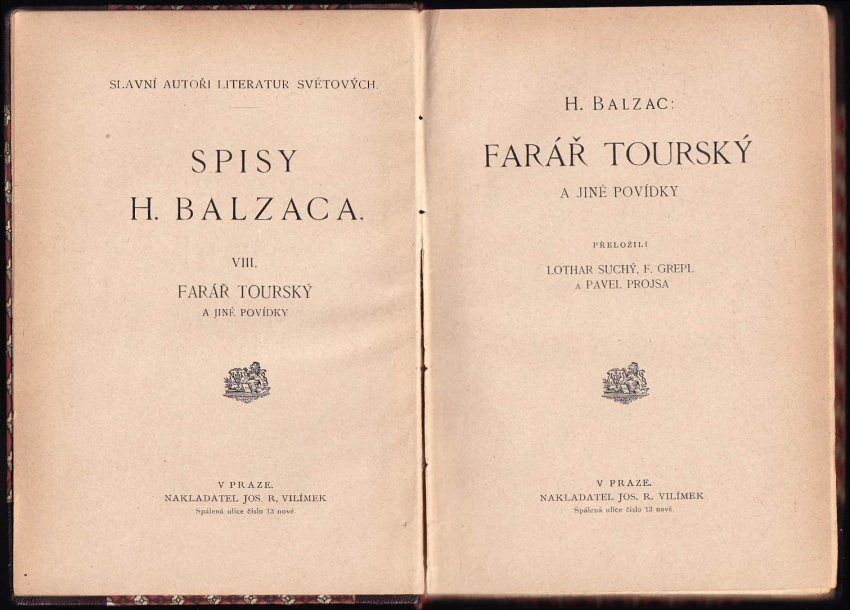 SLAVNÍ AUTOŘI LITERATUR SVĚTOVÝCH.
SPISY
H. BALZACA.
VIII.
FARÁŘ TOURSKÝ
A JINÉ POVÍDKY
V PRAZE.
NAKLADATEL JOS. R. VILÍMEK
Spálená ulice číslo 13 nové.
H. BALZAC:
FARÁŘ TOURSKÝ
A JINÉ POVÍDKY
PŘELOŽILI
LOTHAR SUCHÝ, F. GREPL
A PAVEL PROJSA
V PRAZE.
NAKLADATEL JOS. R. VILÍMEK
Spálená ulice číslo 13 nové.